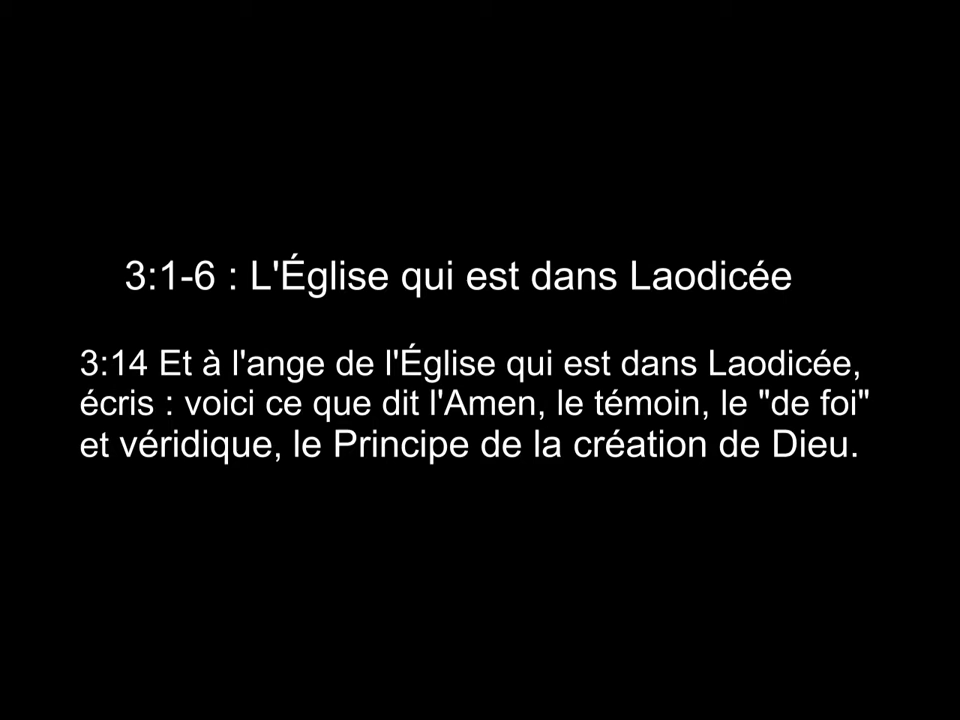 3:1-6 : L'Église qui est dans Laodicée
3:14 Et à l'ange de l'Église qui est dans Laodicée,
écris : voici ce que dit l'Amen, le témoin, le "de foi"
et véridique, le Principe de la création de Dieu.